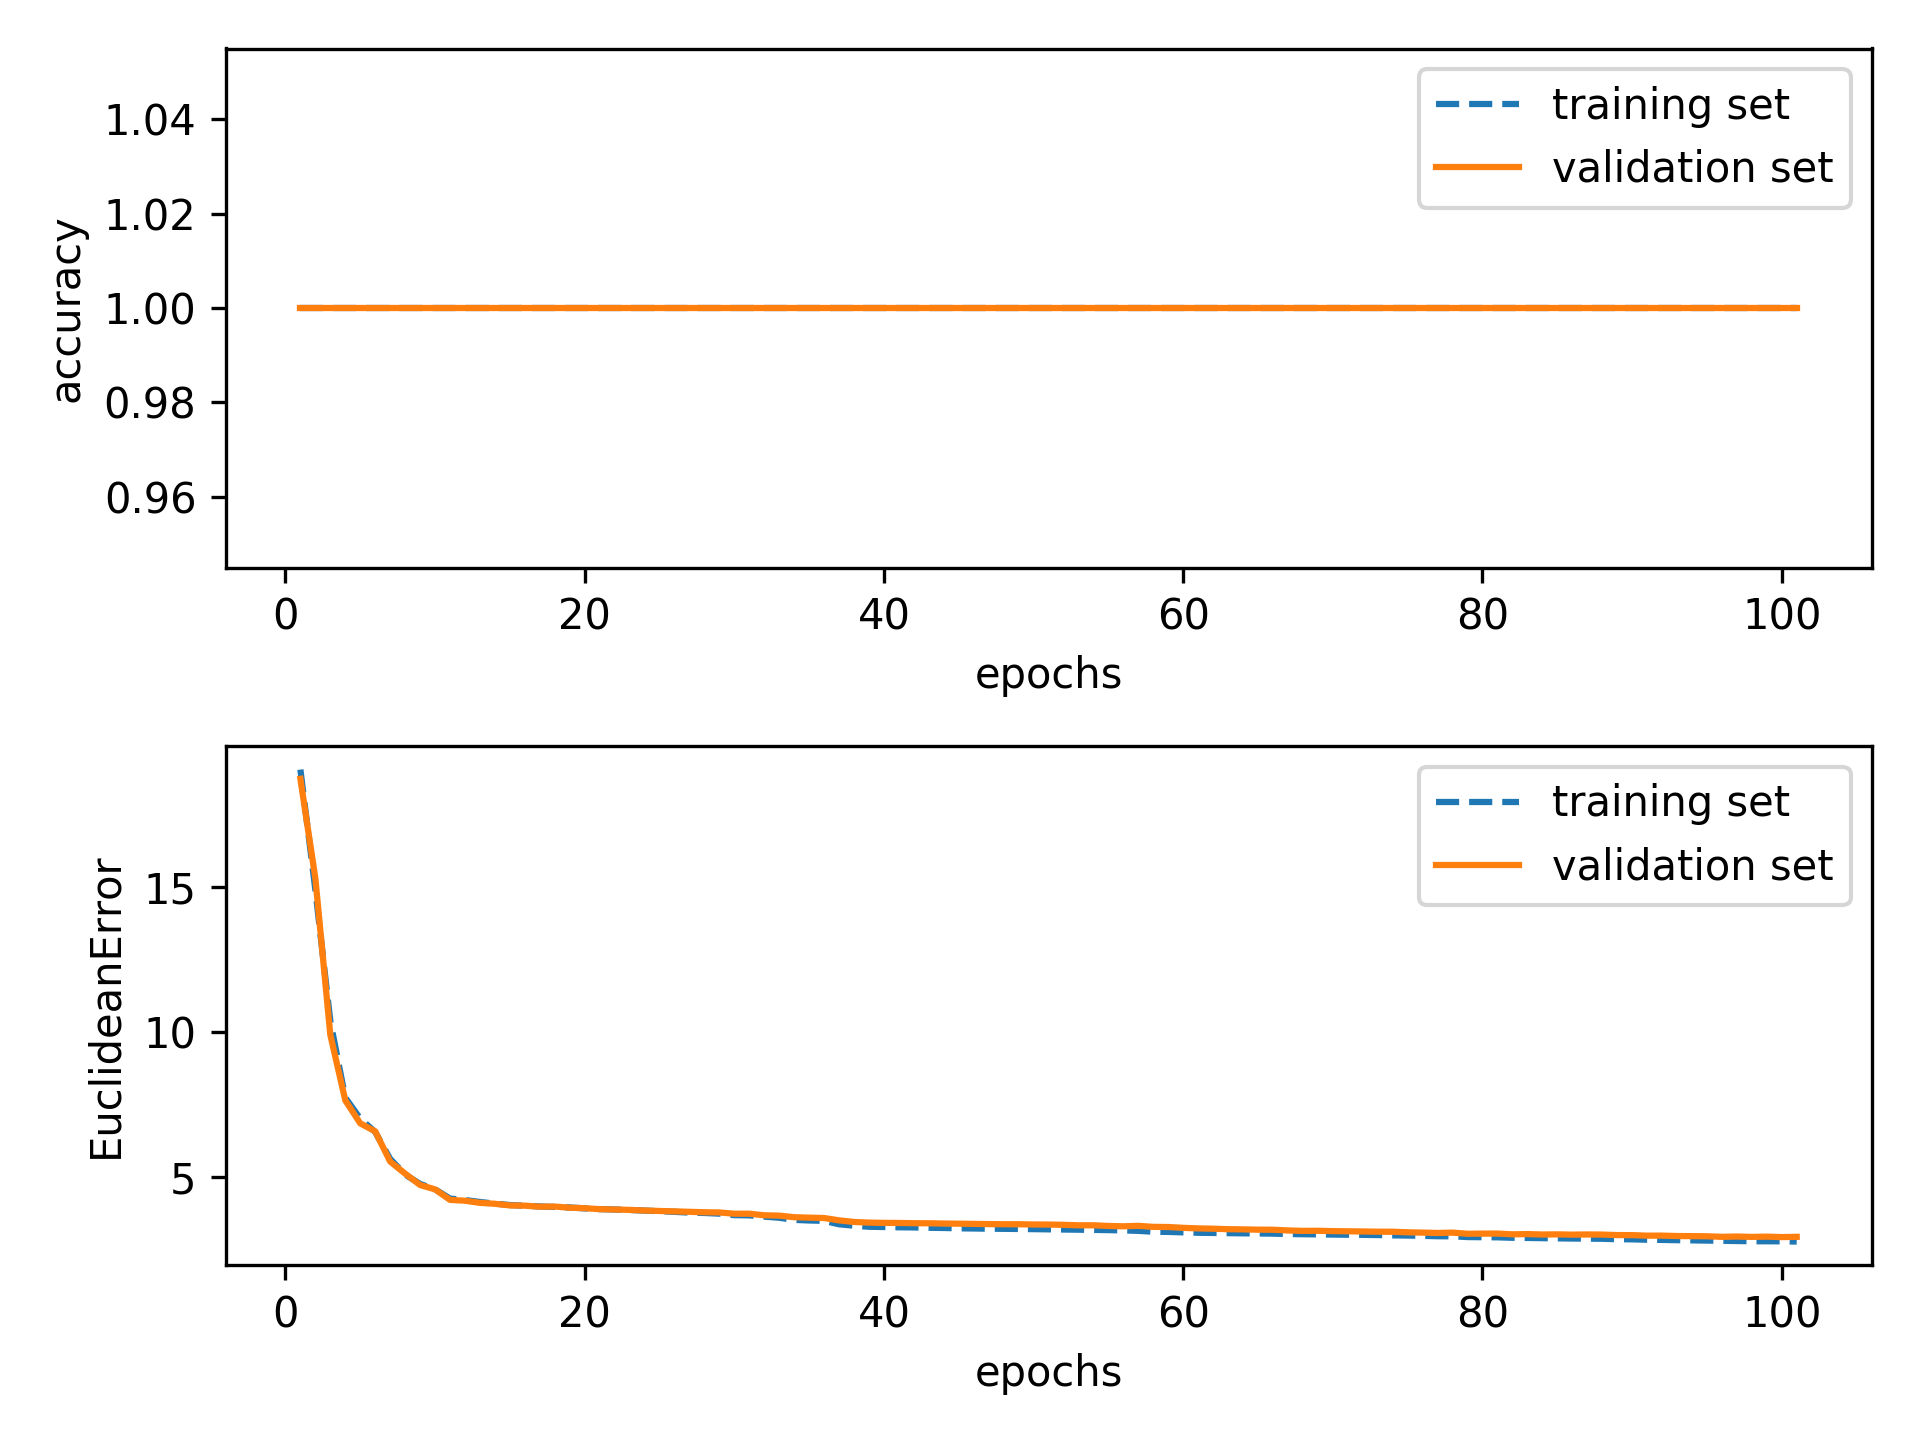 1.04
1.02
1.00
0.98
0.96
accuracy
training set
validation set
0 20 40 60 80 100
epochs
15
10
5
EuclideanError
training set
validation set
0 20 40 60 80 100
epochs